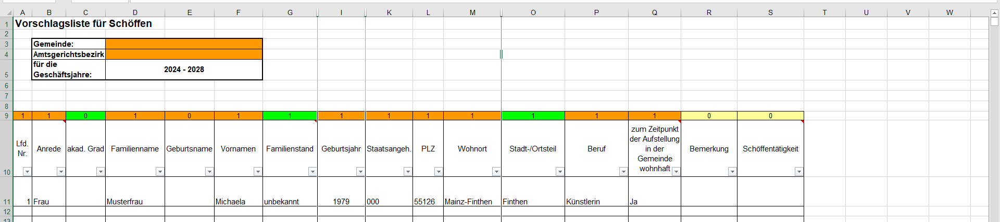 A B C D E F G I K L M O P Q R S T U V W
1 Vorschlagsliste für Schöffen
2
3 Gemeinde:
4 Amtsgerichtsbezirk
für die
5 Geschäftsjahre: 2024 - 2028
6
7
8
9 1 1 0 1 0 1 1 1 1 1 1 1 1 1 0 0
Lfd. Nr. Anrede akad. Grad Familienname Geburtsname Vornamen Familienstand Geburtsjahr Staatsangeh. PLZ Wohnort Stadt-/Ortsteil Beruf zum Zeitpunkt der Aufstellung in der Gemeinde wohnhaft Bemerkung Schöffentätigkeit
10
11 1 Frau Musterfrau Michaela unbekannt 1979 000 55126 Mainz-Finthen Finthen Künstlerin Ja
12
13